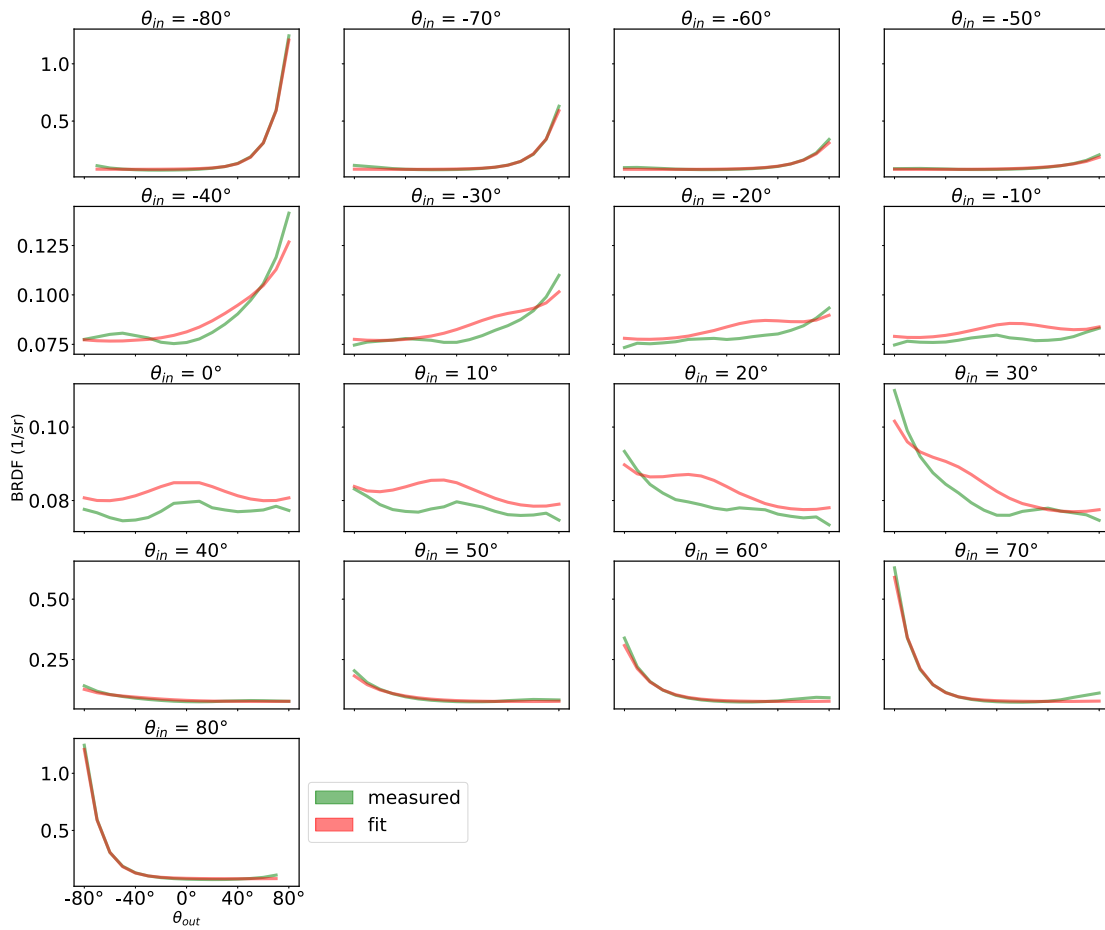 θin = -80° θin = -70° θin = -60° θin = -50°
1.0
0.5
θin = -40° θin = -30° θin = -20° θin = -10°
0.125
0.100
0.075
θin = 0° θin = 10° θin = 20° θin = 30°
BRDF (1/sr)
0.10
0.08
θin = 40° θin = 50° θin = 60° θin = 70°
0.50
0.25
θin = 80°
1.0
0.5
-80° -40° 0° 40° 80°
θout
measured
fit